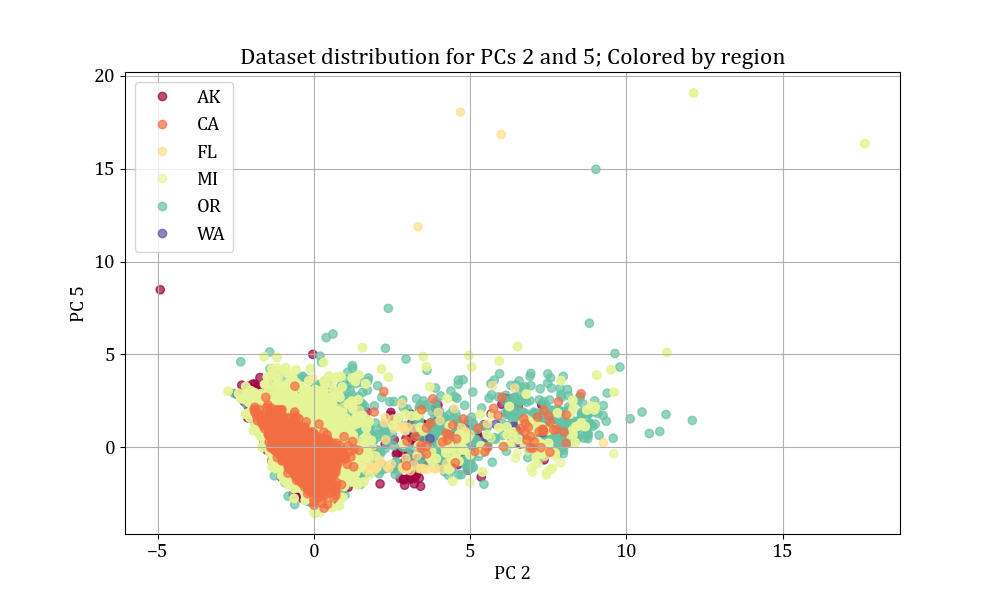 Dataset distribution for PCs 2 and 5; Colored by region
20
15
10
5
0
PC 5
AK
CA
FL
MI
OR
WA
−5
0
5
10
15
PC 2